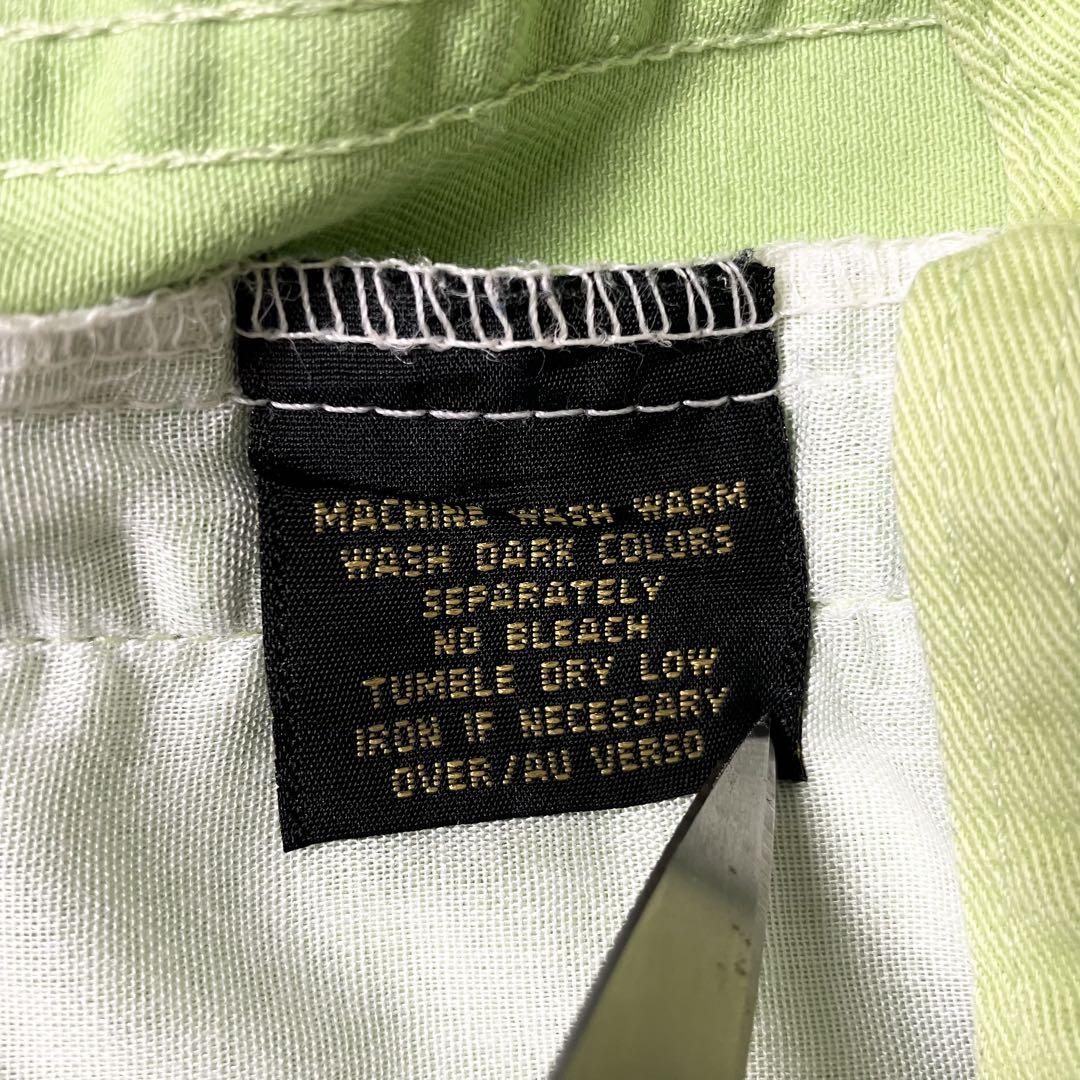 MACHINE WASH WARM
WASH DARK COLORS
SEPARATELY
NO BLEACH
TUMBLE DRY LOW
IRON IF NECESSARY
OVER/AU VERSO